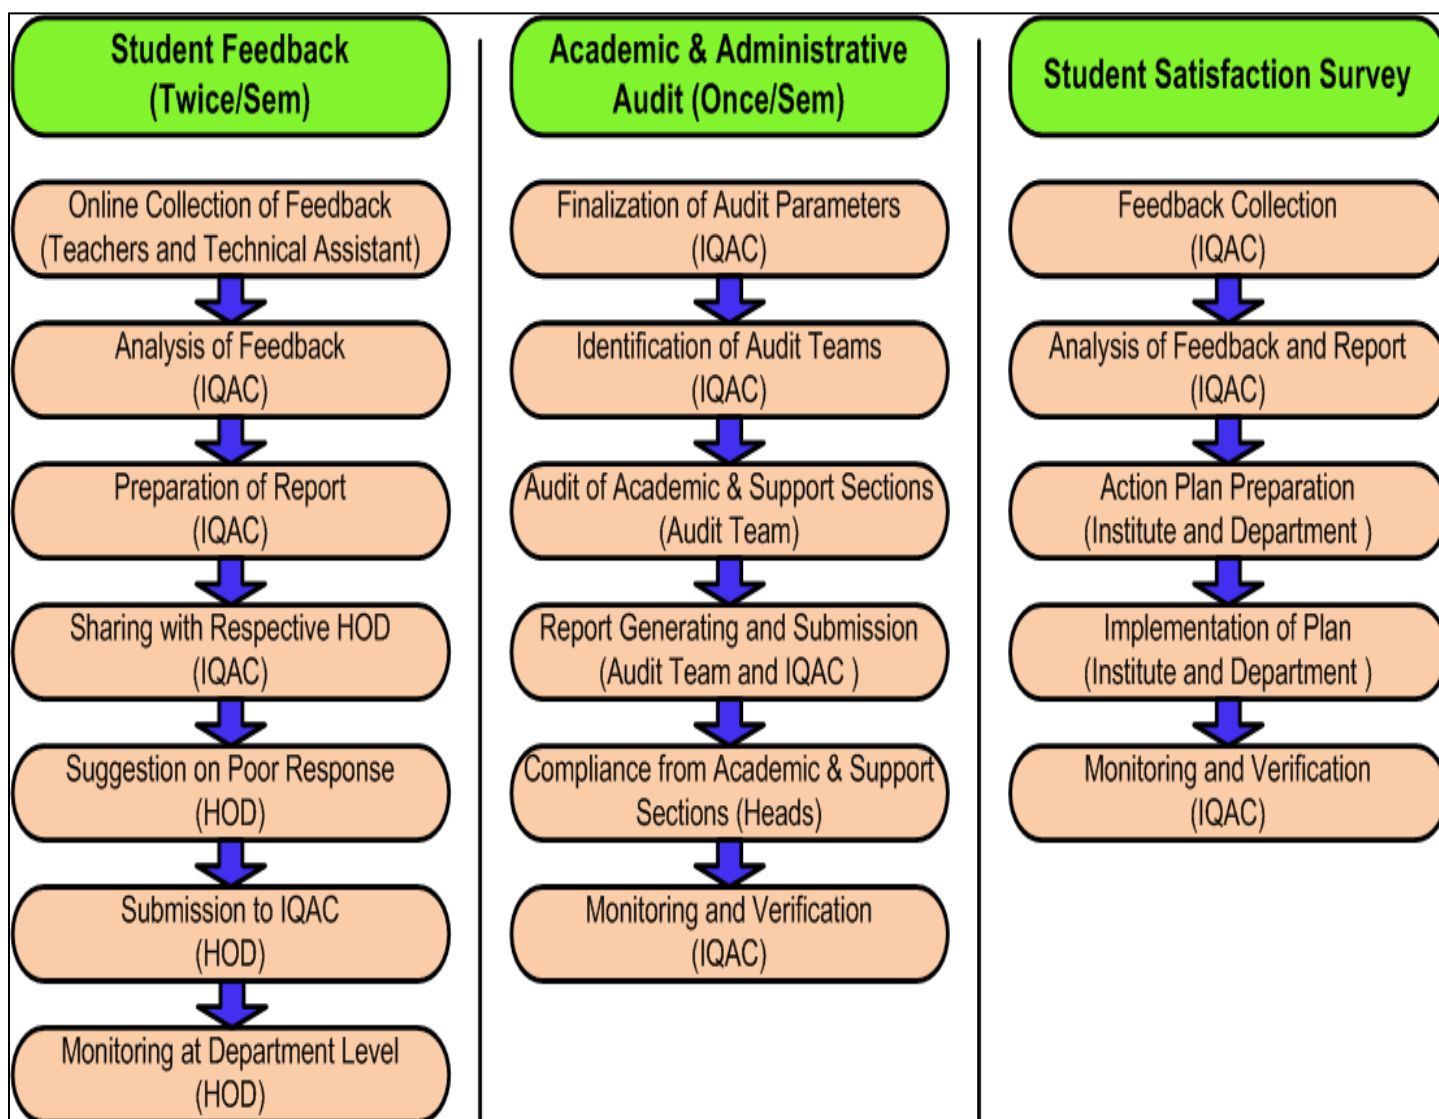 Student Feedback
(Twice/Sem)
Online Collection of Feedback
(Teachers and Technical Assistant)
Analysis of Feedback
(IQAC)
Preparation of Report
(IQAC)
Sharing with Respective HOD
(IQAC)
Suggestion on Poor Response
(HOD)
Submission to IQAC
(HOD)
Monitoring at Department Level
(HOD)
Academic & Administrative
Audit (Once/Sem)
Finalization of Audit Parameters
(IQAC)
Identification of Audit Teams
(IQAC)
Audit of Academic & Support Sections
(Audit Team)
Report Generating and Submission
(Audit Team and IQAC )
Compliance from Academic & Support
Sections (Heads)
Monitoring and Verification
(IQAC)
Student Satisfaction Survey
Feedback Collection
(IQAC)
Analysis of Feedback and Report
(IQAC)
Action Plan Preparation
(Institute and Department )
Implementation of Plan
(Institute and Department )
Monitoring and Verification
(IQAC)